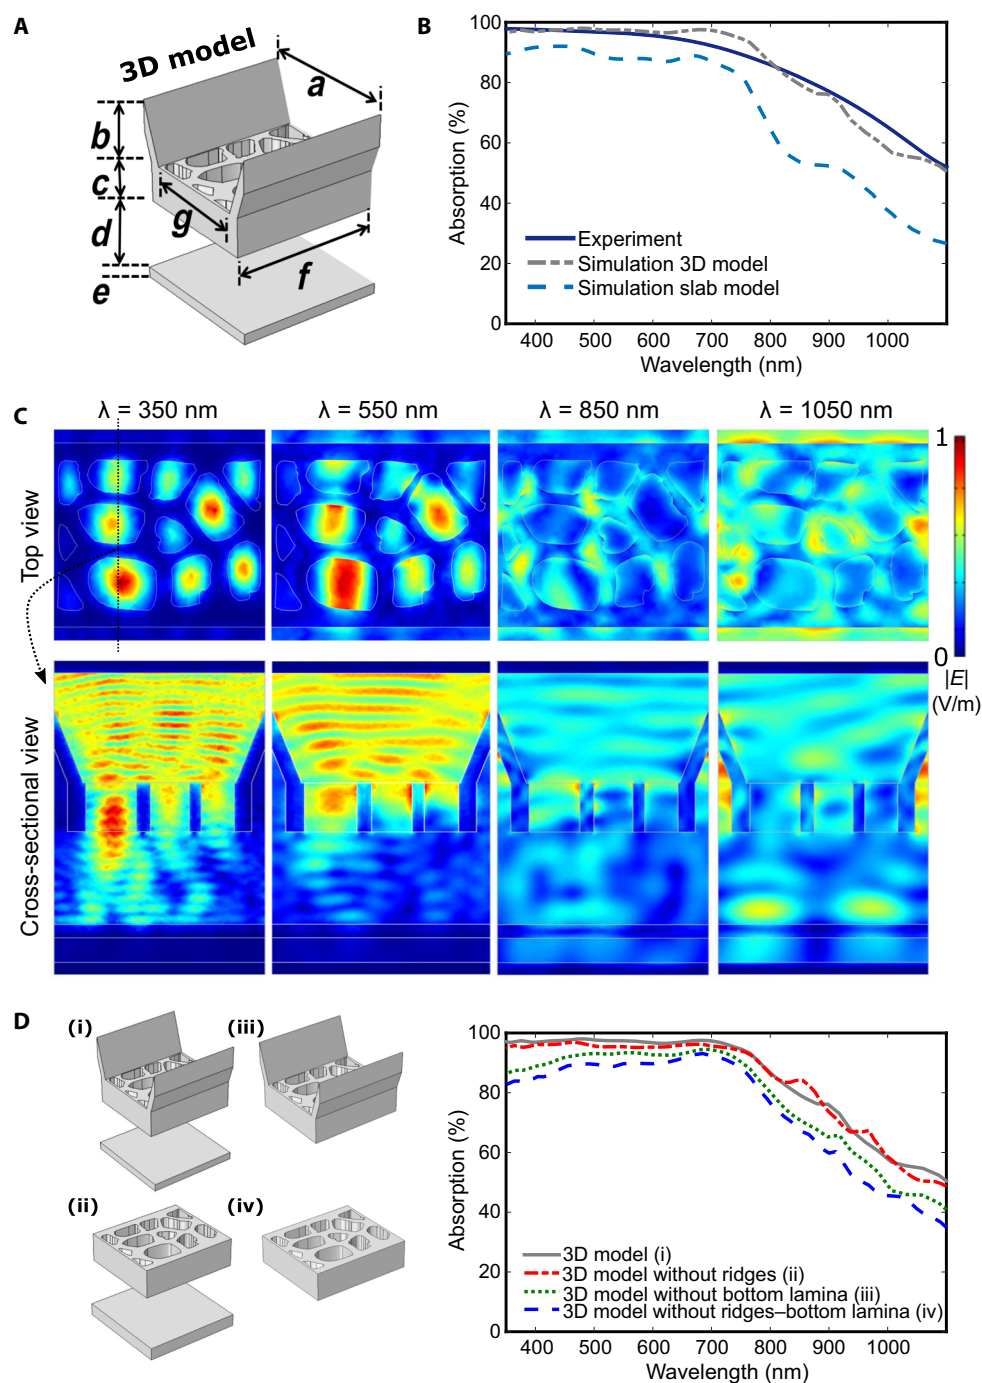 A
3D model
a
b
c
d
e
f
g
B
Absorption (%)
100
80
60
40
20
0
Experiment
Simulation 3D model
Simulation slab model
400 500 600 700 800 900 1000
Wavelength (nm)
C
λ = 350 nm λ = 550 nm λ = 850 nm λ = 1050 nm
Top view
Cross-sectional view
1
0
|E|
(V/m)
D
(i)
(iii)
(ii)
(iv)
Absorption (%)
100
80
60
40
20
0
3D model (i)
3D model without ridges (ii)
3D model without bottom lamina (iii)
3D model without ridges–bottom lamina (iv)
400 500 600 700 800 900 1000
Wavelength (nm)